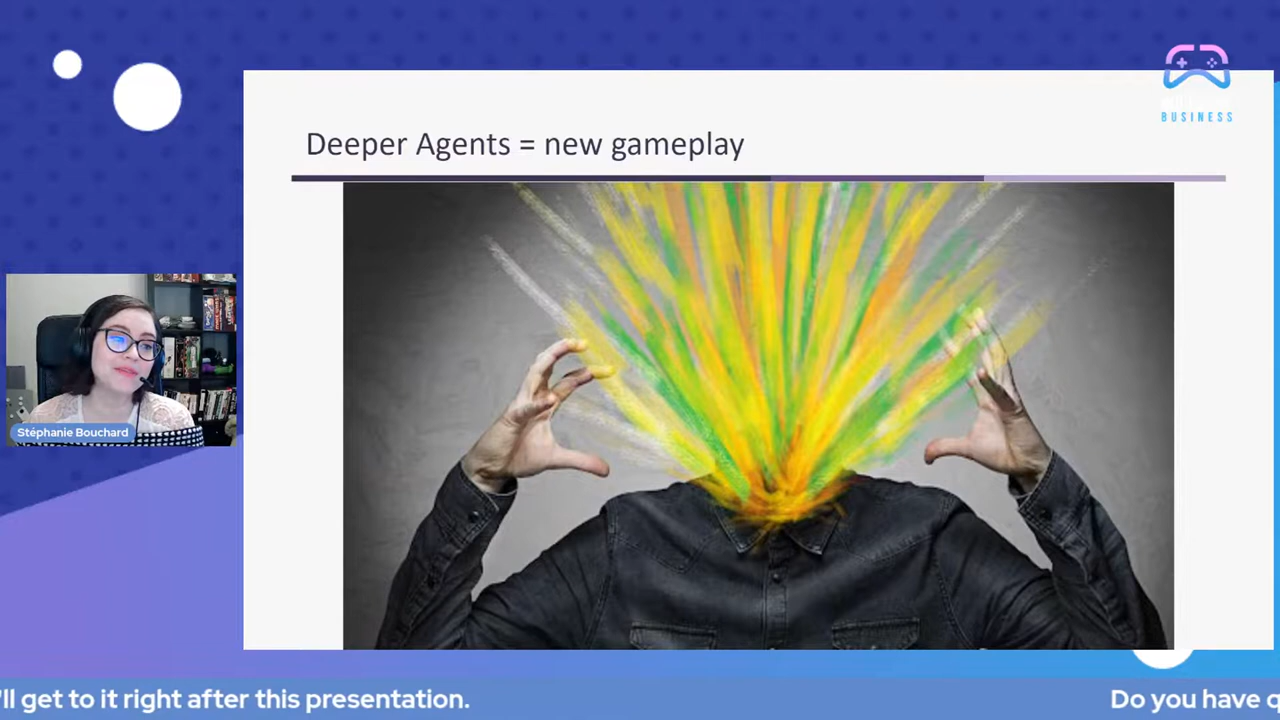 BUSINESS
Deeper Agents = new gameplay
Stéphanie Bouchard
'll get to it right after this presentation.
Do you have q